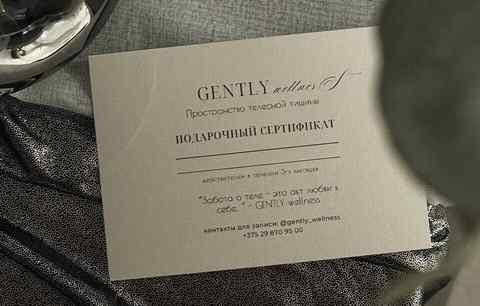 GENTLY wellnesS
Пространство телесной тишины
ПОДАРОЧНЫЙ СЕРТИФИКАТ
действителен в течении 3х месяцев
"Забота о теле - это акт любви к
себе. " - GENTLY wellness
контакты для записи: @gently_wellness
+375 29 870 95 00